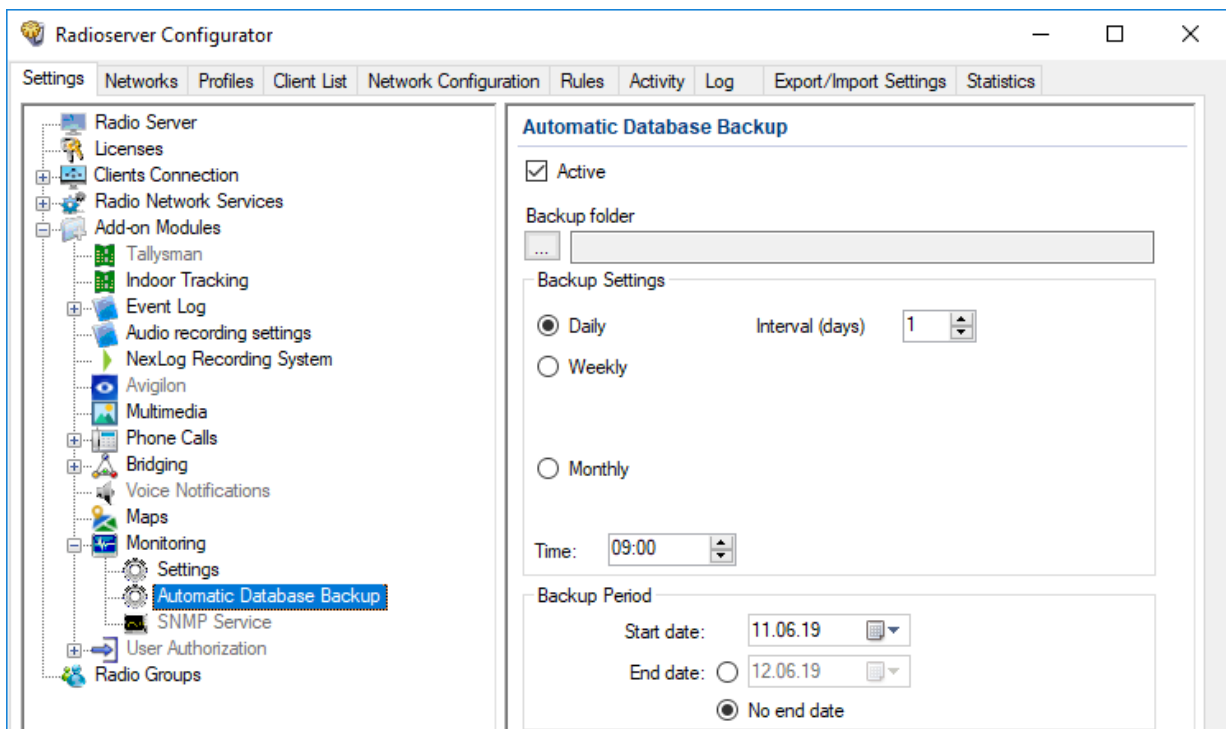 Radioserver Configurator
Settings Networks Profiles Client List Network Configuration Rules Activity Log Export/Import Settings Statistics
Radio Server
Licenses
Clients Connection
Radio Network Services
Add-on Modules
Tallysman
Indoor Tracking
Event Log
Audio recording settings
NexLog Recording System
Avigilon
Multimedia
Phone Calls
Bridging
Voice Notifications
Maps
Monitoring
Settings
Automatic Database Backup
SNMP Service
User Authorization
Radio Groups
Automatic Database Backup
Active
Backup folder
...
Backup Settings
Daily Interval (days) 1
Weekly
Monthly
Time: 09:00
Backup Period
Start date: 11.06.19
End date: 12.06.19
No end date